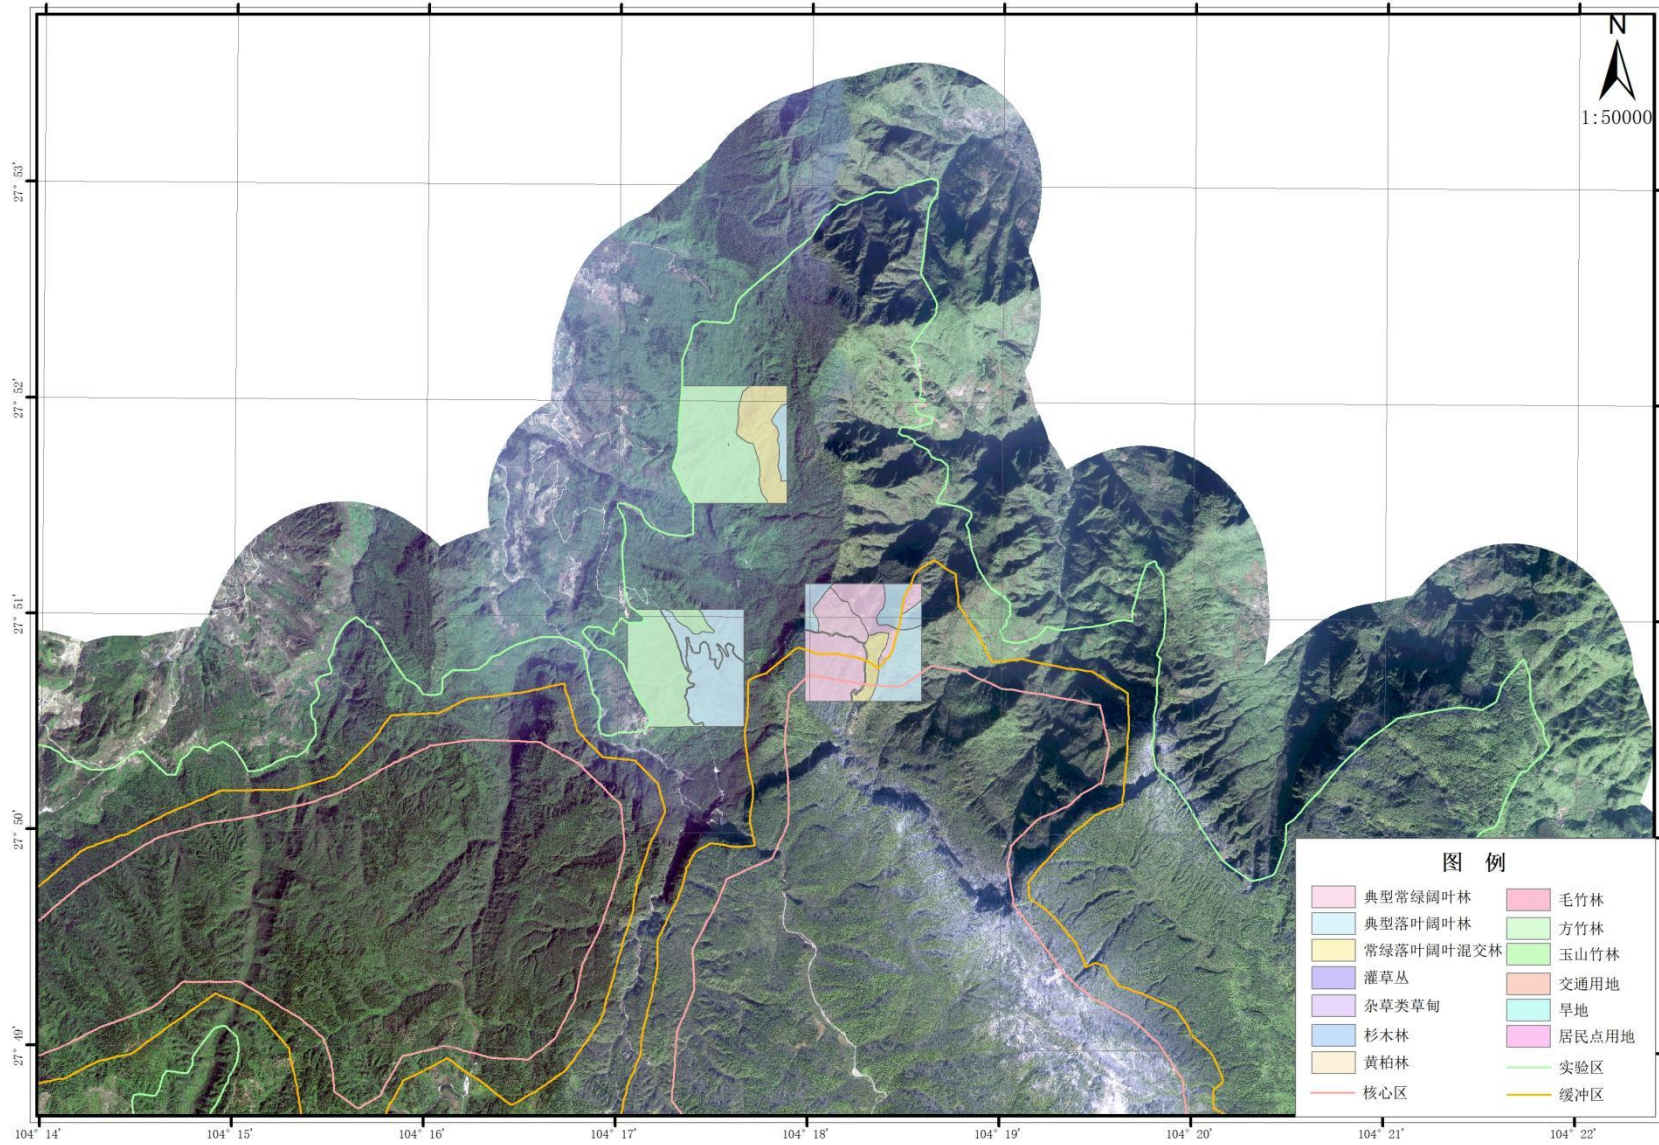 N
1:50000
27° 53′
27° 52′
27° 51′
27° 50′
27° 49′
图 例
典型常绿阔叶林
典型落叶阔叶林
常绿落叶阔叶混交林
灌草丛
杂草类草甸
杉木林
黄柏林
核心区
毛竹林
方竹林
玉山竹林
交通用地
旱地
居民点用地
实验区
缓冲区
104° 14′
104° 15′
104° 16′
104° 17′
104° 18′
104° 19′
104° 20′
104° 21′
104° 22′